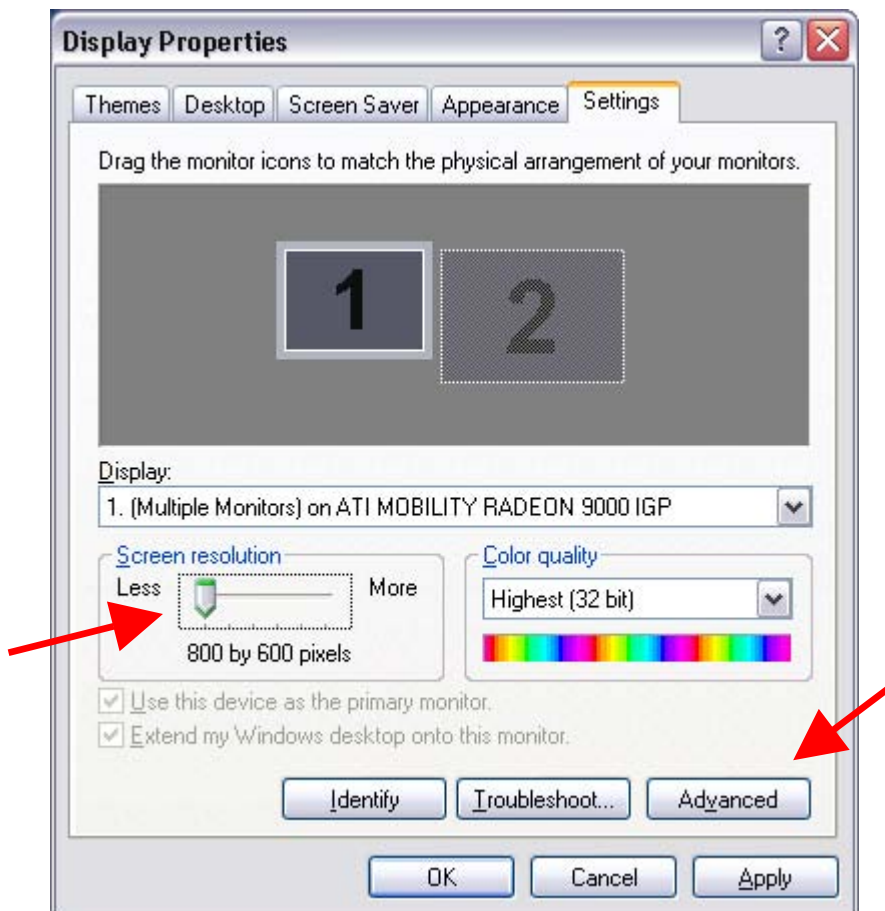 Display Properties
?
Themes Desktop Screen Saver Appearance Settings
Drag the monitor icons to match the physical arrangement of your monitors.
1 2
Display:
1. (Multiple Monitors) on ATI MOBILITY RADEON 9000 IGP
Screen resolution
Less More
800 by 600 pixels
Color quality
Highest (32 bit)
Use this device as the primary monitor.
Extend my Windows desktop onto this monitor.
Identify Troubleshoot... Advanced
OK Cancel Apply